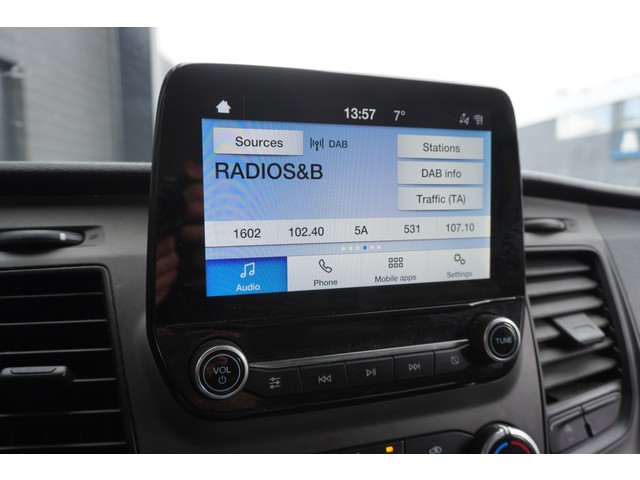 13:57 7°
Sources DAB Stations
RADIOS&B
DAB info
Traffic (TA)
1602 102.40 5A 531 107.10
Audio Phone Mobile apps Settings
VOL TUNE